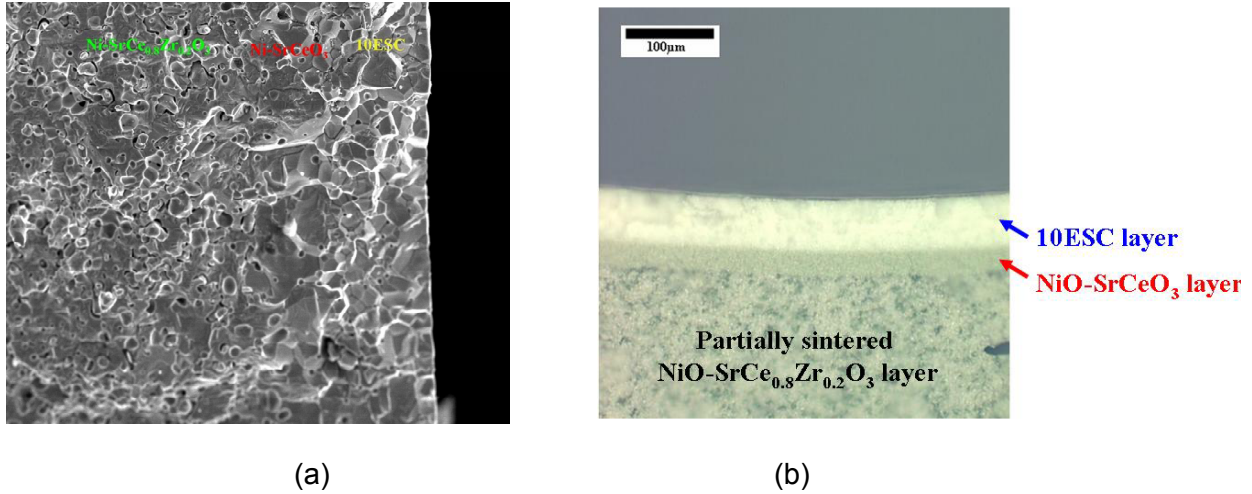 Ni-SrCe₀.₈Zr₀.₂O₃ Ni-SrCeO₃ 10ESC
100μm
10ESC layer
NiO-SrCeO₃ layer
Partially sintered
NiO-SrCe₀.₈Zr₀.₂O₃ layer
(a) (b)